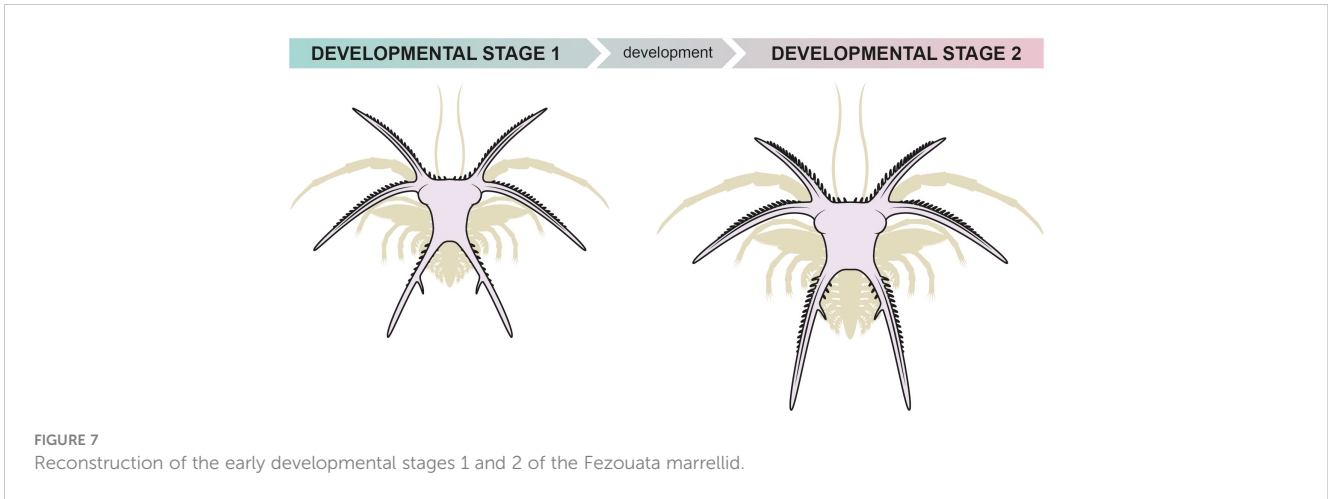 DEVELOPMENTAL STAGE 1 development DEVELOPMENTAL STAGE 2
FIGURE 7
Reconstruction of the early developmental stages 1 and 2 of the Fezouata marrellid.